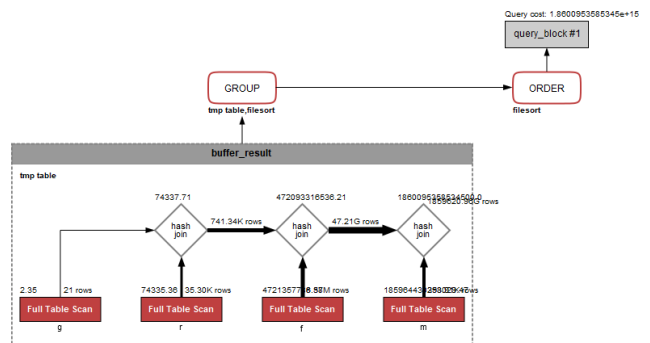 Query cost: 1.8600953585345e+15
query_block #1
GROUP
ORDER
tmp table,filesort
filesort
buffer_result
tmp table
74337.71
472093316536.21
hash join
741.34K rows
hash join
47.21G rows
hash join
2.35
21 rows
74335.36
35.30K rows
Full Table Scan
Full Table Scan
Full Table Scan
Full Table Scan
g
r
f
m